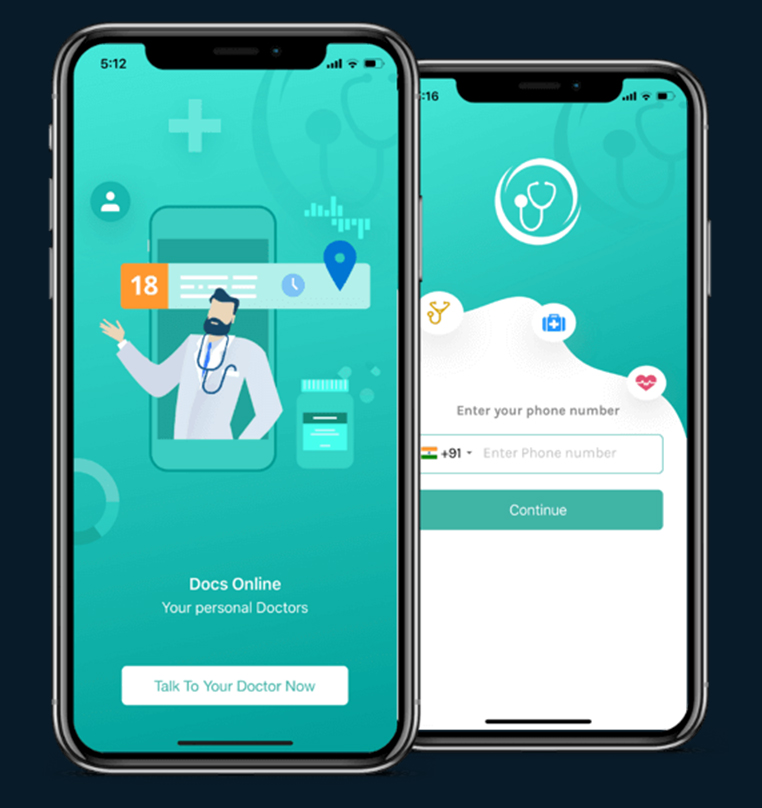 5:12
18
Docs Online
Your personal Doctors
Talk To Your Doctor Now
:16
Enter your phone number
+91
Enter Phone number
Continue